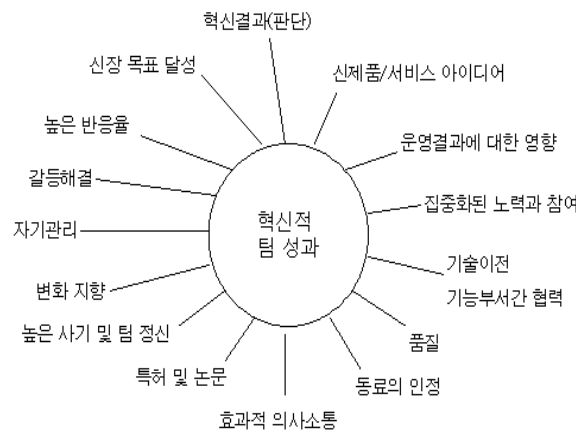 혁신결과(판단)
신장 목표 달성
신제품/서비스 아이디어
높은 반응율
운영결과에 대한 영향
갈등해결
집중화된 노력과 참여
혁신적
팀 성과
자기관리
기술이전
변화 지향
기능부서간 협력
높은 사기 및 팀 정신
품질
특허 및 논문
동료의 인정
효과적 의사소통